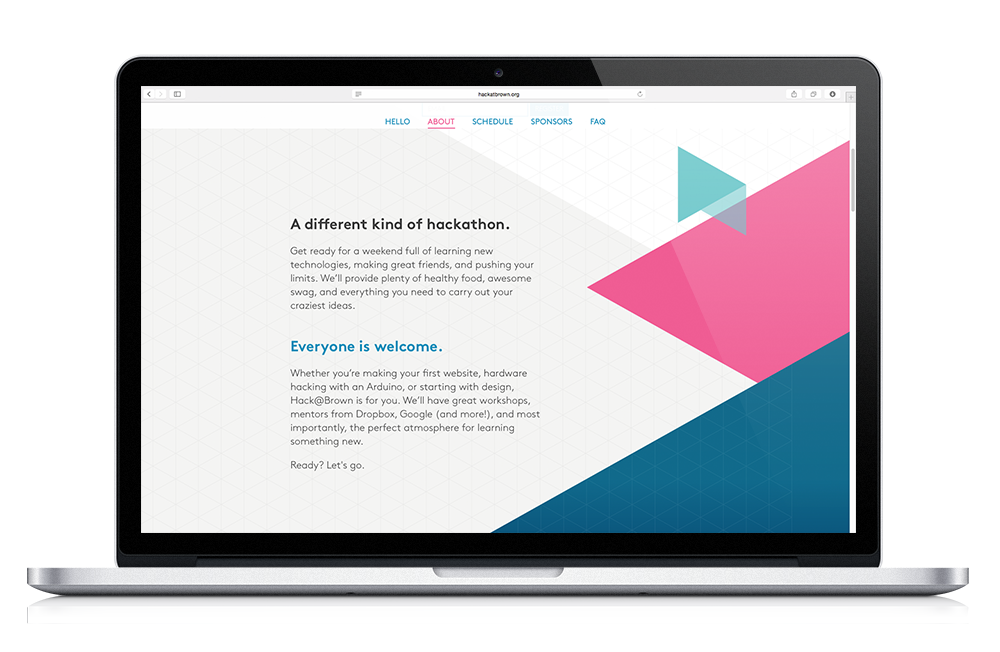 hackatbrown.org
HELLO ABOUT SCHEDULE SPONSORS FAQ
A different kind of hackathon.
Get ready for a weekend full of learning new
technologies, making great friends, and pushing your
limits. We'll provide plenty of healthy food, awesome
swag, and everything you need to carry out your
craziest ideas.
Everyone is welcome.
Whether you're making your first website, hardware
hacking with an Arduino, or starting with design,
Hack@Brown is for you. We'll have great workshops,
mentors from Dropbox, Google (and more!), and most
importantly, the perfect atmosphere for learning
something new.
Ready? Let's go.